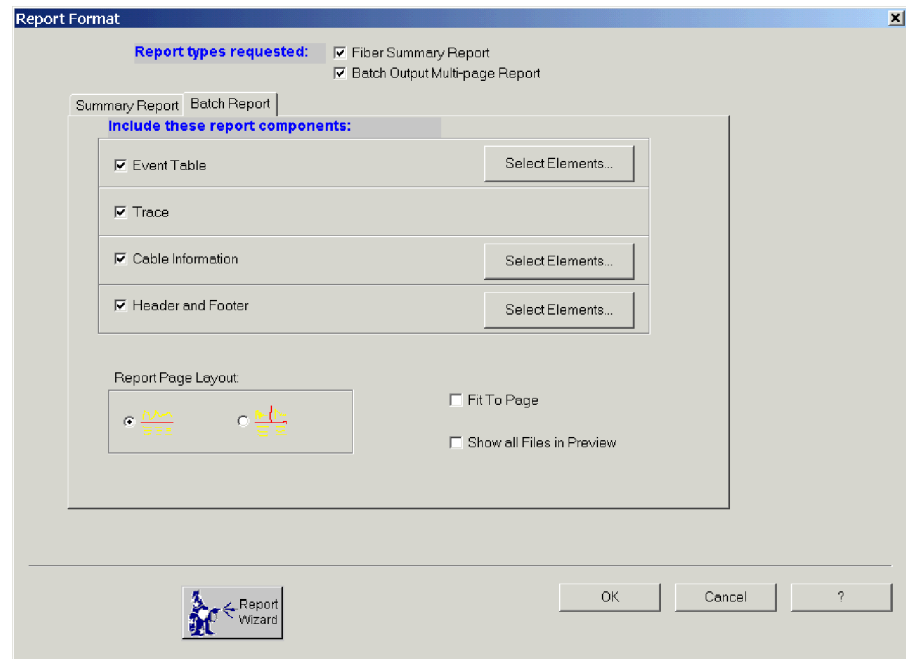 Report Format
Report types requested:
Fiber Summary Report
Batch Output Multi-page Report
Summary Report
Batch Report
Include these report components:
Event Table
Select Elements...
Trace
Cable Information
Select Elements...
Header and Footer
Select Elements...
Report Page Layout:
Fit To Page
Show all Files in Preview
Report
Wizard
OK
Cancel
?